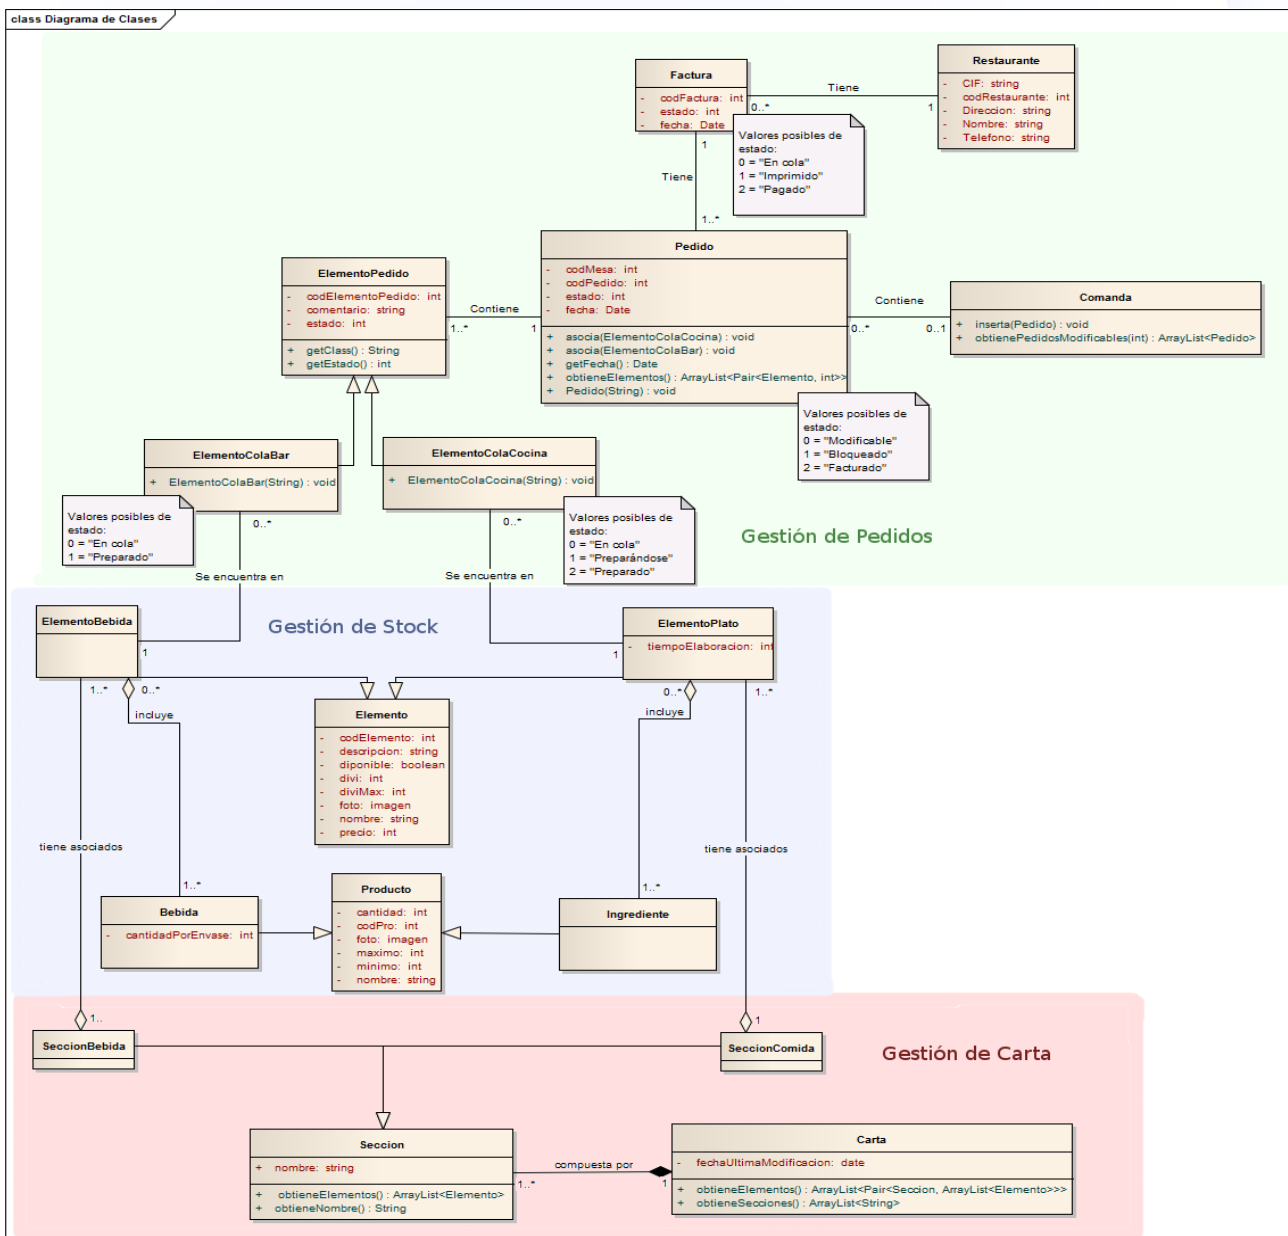 class Diagrama de Clases
Factura
- codFactura: int
- estado: int
- fecha: Date
0..*
Tiene
1
Restaurante
- CIF: string
- codRestaurante: int
- Direccion: string
- Nombre: string
- Telefono: string
Valores posibles de
estado:
0 = "En cola"
1 = "Imprimido"
2 = "Pagado"
1
Tiene
1..*
ElementoPedido
- codElementoPedido: int
- comentario: string
- estado: int
+ getClass() : String
+ getEstado() : int
Contiene
1..*
1
Pedido
- codMesa: int
- codPedido: int
- estado: int
- fecha: Date
+ asocia(ElementoColaCocina) : void
+ asocia(ElementoColaBar) : void
+ getFecha() : Date
+ obtieneElementos() : ArrayList<Pair<Elemento, int>>
+ Pedido(String) : void
Contiene
0..*
0..1
Comanda
+ inserta(Pedido) : void
+ obtienePedidosModificables(int) : ArrayList<Pedido>
Valores posibles de
estado:
0 = "Modificable"
1 = "Bloqueado"
2 = "Facturado"
ElementoColaBar
+ ElementoColaBar(String) : void
ElementoColaCocina
+ ElementoColaCocina(String) : void
Valores posibles de
estado:
0 = "En cola"
1 = "Preparado"
0..*
0..*
Valores posibles de
estado:
0 = "En cola"
1 = "Preparándose"
2 = "Preparado"
Gestión de Pedidos
Se encuentra en
Se encuentra en
ElementoBebida
Gestión de Stock
ElementoPlato
- tiempoElaboracion: int
1
1
1..*
0..*
0..*
1..*
incluye
incluye
Elemento
- codElemento: int
- descripcion: string
- diponible: boolean
- divi: int
- diviMax: int
- foto: imagen
- nombre: string
- precio: int
tiene asociados
tiene asociados
1..*
1..*
Bebida
- cantidadPorEnvase: int
Producto
- cantidad: int
- codPro: int
- foto: imagen
- maximo: int
- minimo: int
- nombre: string
Ingrediente
1..
1
SeccionBebida
SeccionComida
Gestión de Carta
Seccion
+ nombre: string
+ obtieneElementos() : ArrayList<Elemento>
+ obtieneNombre() : String
compuesta por
1..*
1
Carta
- fechaUltimaModificacion: date
+ obtieneElementos() : ArrayList<Pair<Seccion, ArrayList<Elemento>>>
+ obtieneSecciones() : ArrayList<String>